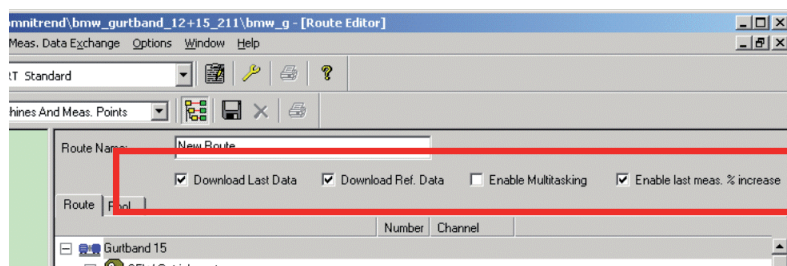 omnitrend\bmw_gurtband_12+15_211\bmw_g - [Route Editor]
Meas. Data Exchange Options Window Help
RT Standard
hines And Meas. Points
Route Name: New Route
Download Last Data Download Ref. Data Enable Multitasking Enable last meas. % increase
Route Pool
Number Channel
Gurtband 15